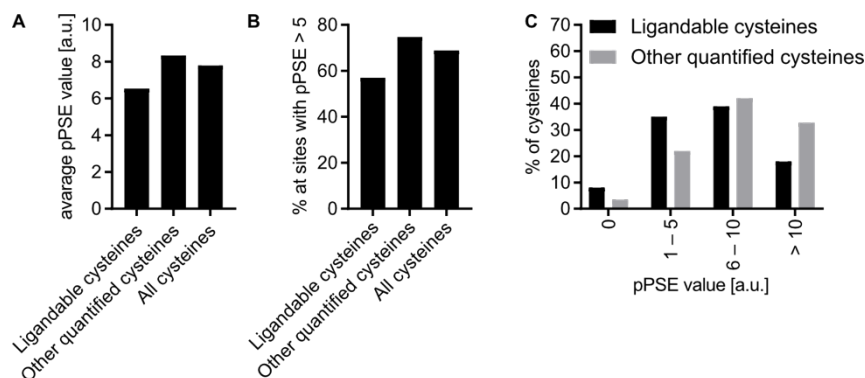 A
avarage pPSE value [a.u.]
10
8
6
4
2
0
Ligandable cysteines
Other quantified cysteines
All cysteines
B
% at sites with pPSE > 5
80
60
40
20
0
Ligandable cysteines
Other quantified cysteines
All cysteines
C
% of cysteines
70
60
50
40
30
20
10
0
Ligandable cysteines
Other quantified cysteines
0
1 – 5
6 – 10
> 10
pPSE value [a.u.]